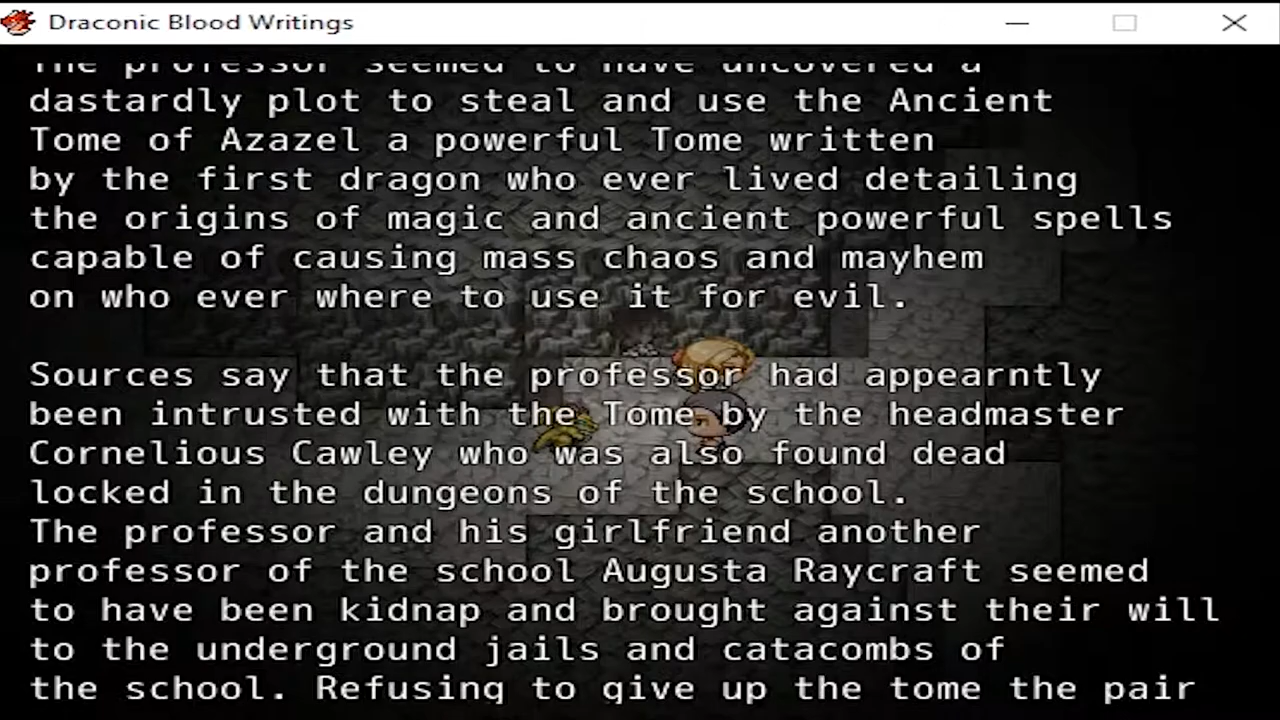 Draconic Blood Writings
The professor seemed to have uncovered a
dastardly plot to steal and use the Ancient
Tome of Azazel a powerful Tome written
by the first dragon who ever lived detailing
the origins of magic and ancient powerful spells
capable of causing mass chaos and mayhem
on who ever where to use it for evil.
Sources say that the professor had appearntly
been intrusted with the Tome by the headmaster
Cornelious Cawley who was also found dead
locked in the dungeons of the school.
The professor and his girlfriend another
professor of the school Augusta Raycraft seemed
to have been kidnap and brought against their will
to the underground jails and catacombs of
the school. Refusing to give up the tome the pair